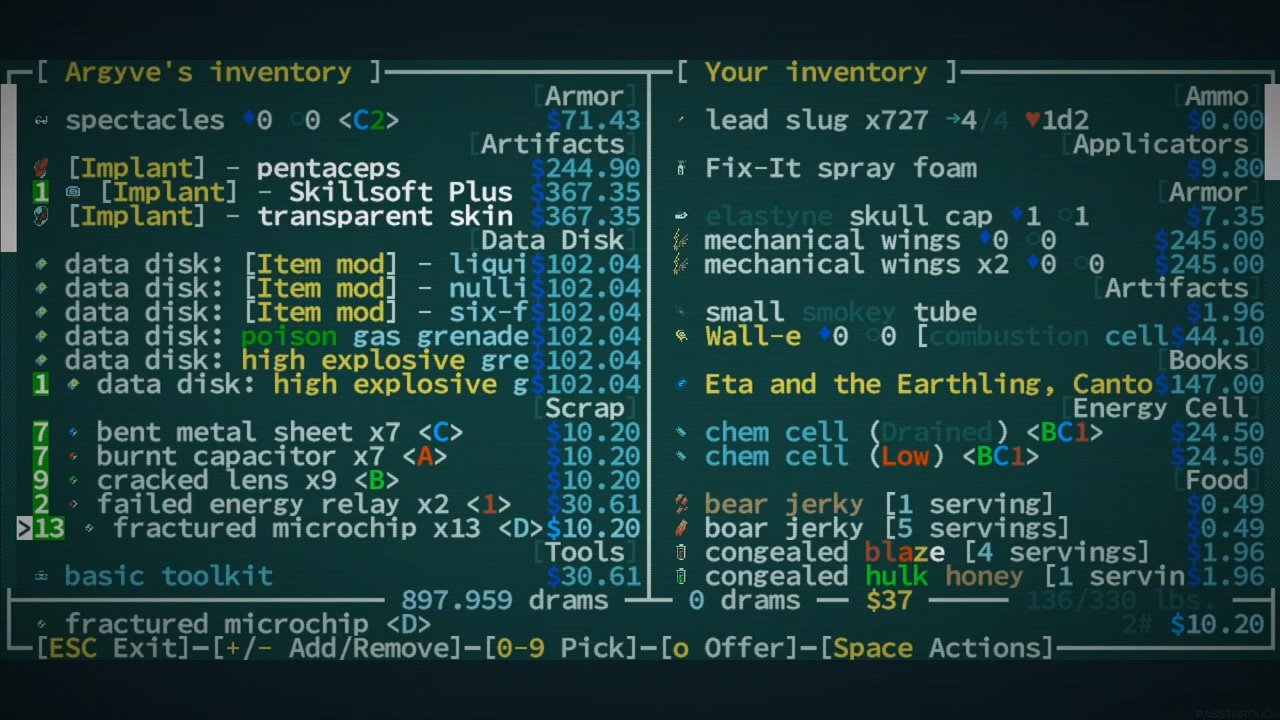 [ Argyve's inventory ]
[Armor]
spectacles ♦0 ○0 <C2> $71.43
[Artifacts]
[Implant] - pentaceps $244.90
1 [Implant] - Skillsoft Plus $367.35
[Implant] - transparent skin $367.35
[Data Disk]
data disk: [Item mod] - liqui$102.04
data disk: [Item mod] - nulli$102.04
data disk: [Item mod] - six-f$102.04
data disk: poison gas grenade$102.04
data disk: high explosive gre$102.04
1 data disk: high explosive g$102.04
[Scrap]
7 bent metal sheet x7 <C> $10.20
7 burnt capacitor x7 <A> $10.20
9 cracked lens x9 <B> $10.20
2 failed energy relay x2 <1> $30.61
>13 fractured microchip x13 <D>$10.20
[Tools]
basic toolkit $30.61
897.959 drams
[ Your inventory ]
[Ammo]
lead slug x727 →4/4 ♥1d2 $0.00
[Applicators]
Fix-It spray foam $9.80
[Armor]
elastyne skull cap ♦1 ○1 $7.35
mechanical wings ♦0 ○0 $245.00
mechanical wings x2 ♦0 ○0 $245.00
[Artifacts]
small smokey tube $1.96
Wall-e ♦0 ○0 [combustion cell$44.10
[Books]
Eta and the Earthling, Canto$147.00
[Energy Cell]
chem cell (Drained) <BC1> $24.50
chem cell (Low) <BC1> $24.50
[Food]
bear jerky [1 serving] $0.49
boar jerky [5 servings] $0.49
congealed blaze [4 servings] $1.96
congealed hulk honey [1 servin$1.96
0 drams $37 136/330 lbs.
fractured microchip <D> 2# $10.20
[ESC Exit]-[+/- Add/Remove]-[0-9 Pick]-[o Offer]-[Space Actions]